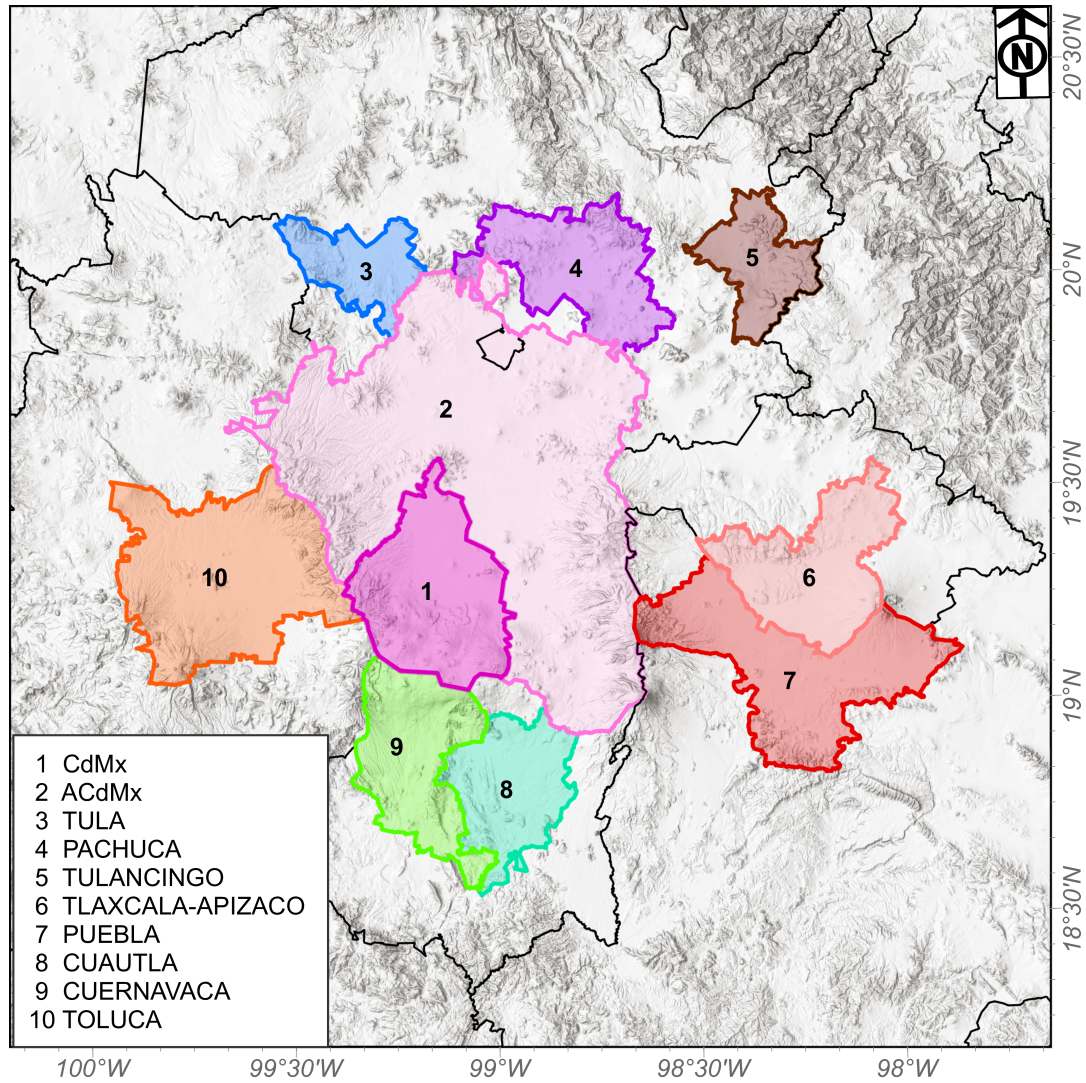 N
20°30'N
20°N
19°30'N
19°N
18°30'N
3
4
5
2
1
10
6
7
9
8
1 CdMx
2 ACdMx
3 TULA
4 PACHUCA
5 TULANCINGO
6 TLAXCALA-APIZACO
7 PUEBLA
8 CUAUTLA
9 CUERNAVACA
10 TOLUCA
100°W
99°30'W
99°W
98°30'W
98°W